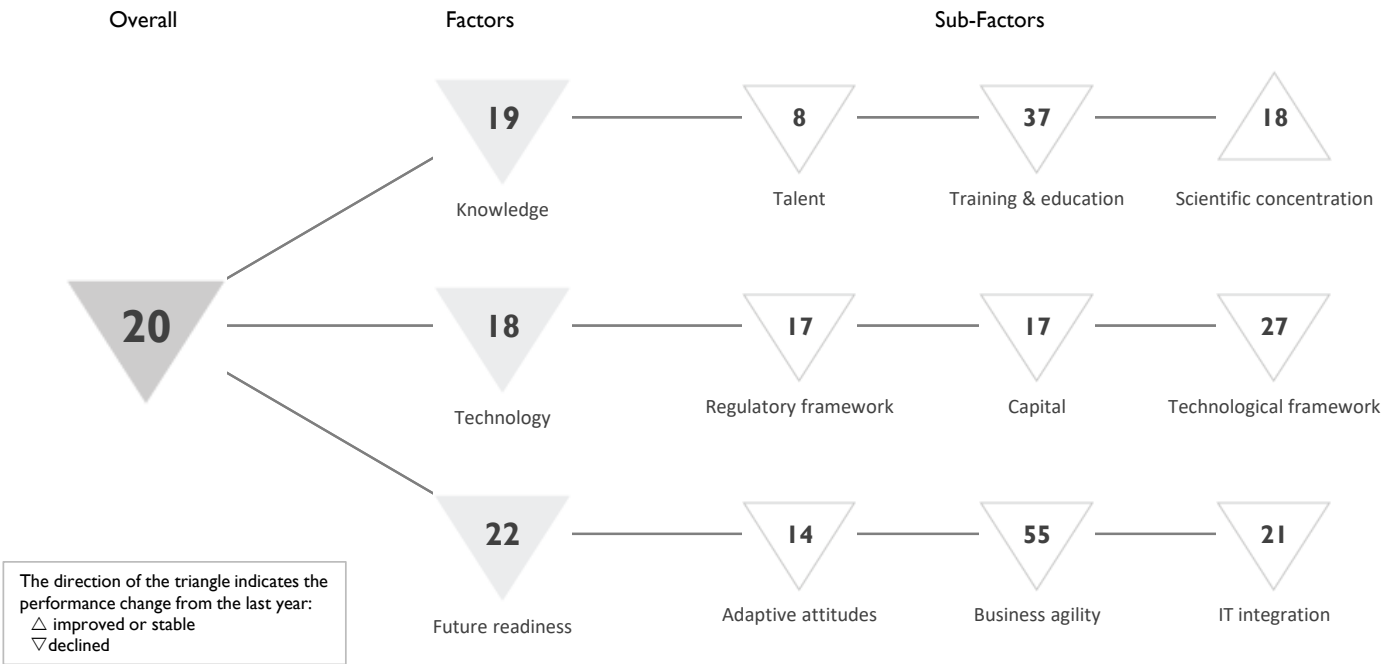 Overall
Factors
Sub-Factors
19
8
37
18
Knowledge
Talent
Training & education
Scientific concentration
20
18
17
17
27
Technology
Regulatory framework
Capital
Technological framework
22
14
55
21
Future readiness
Adaptive attitudes
Business agility
IT integration
The direction of the triangle indicates the
performance change from the last year:
△ improved or stable
▽declined